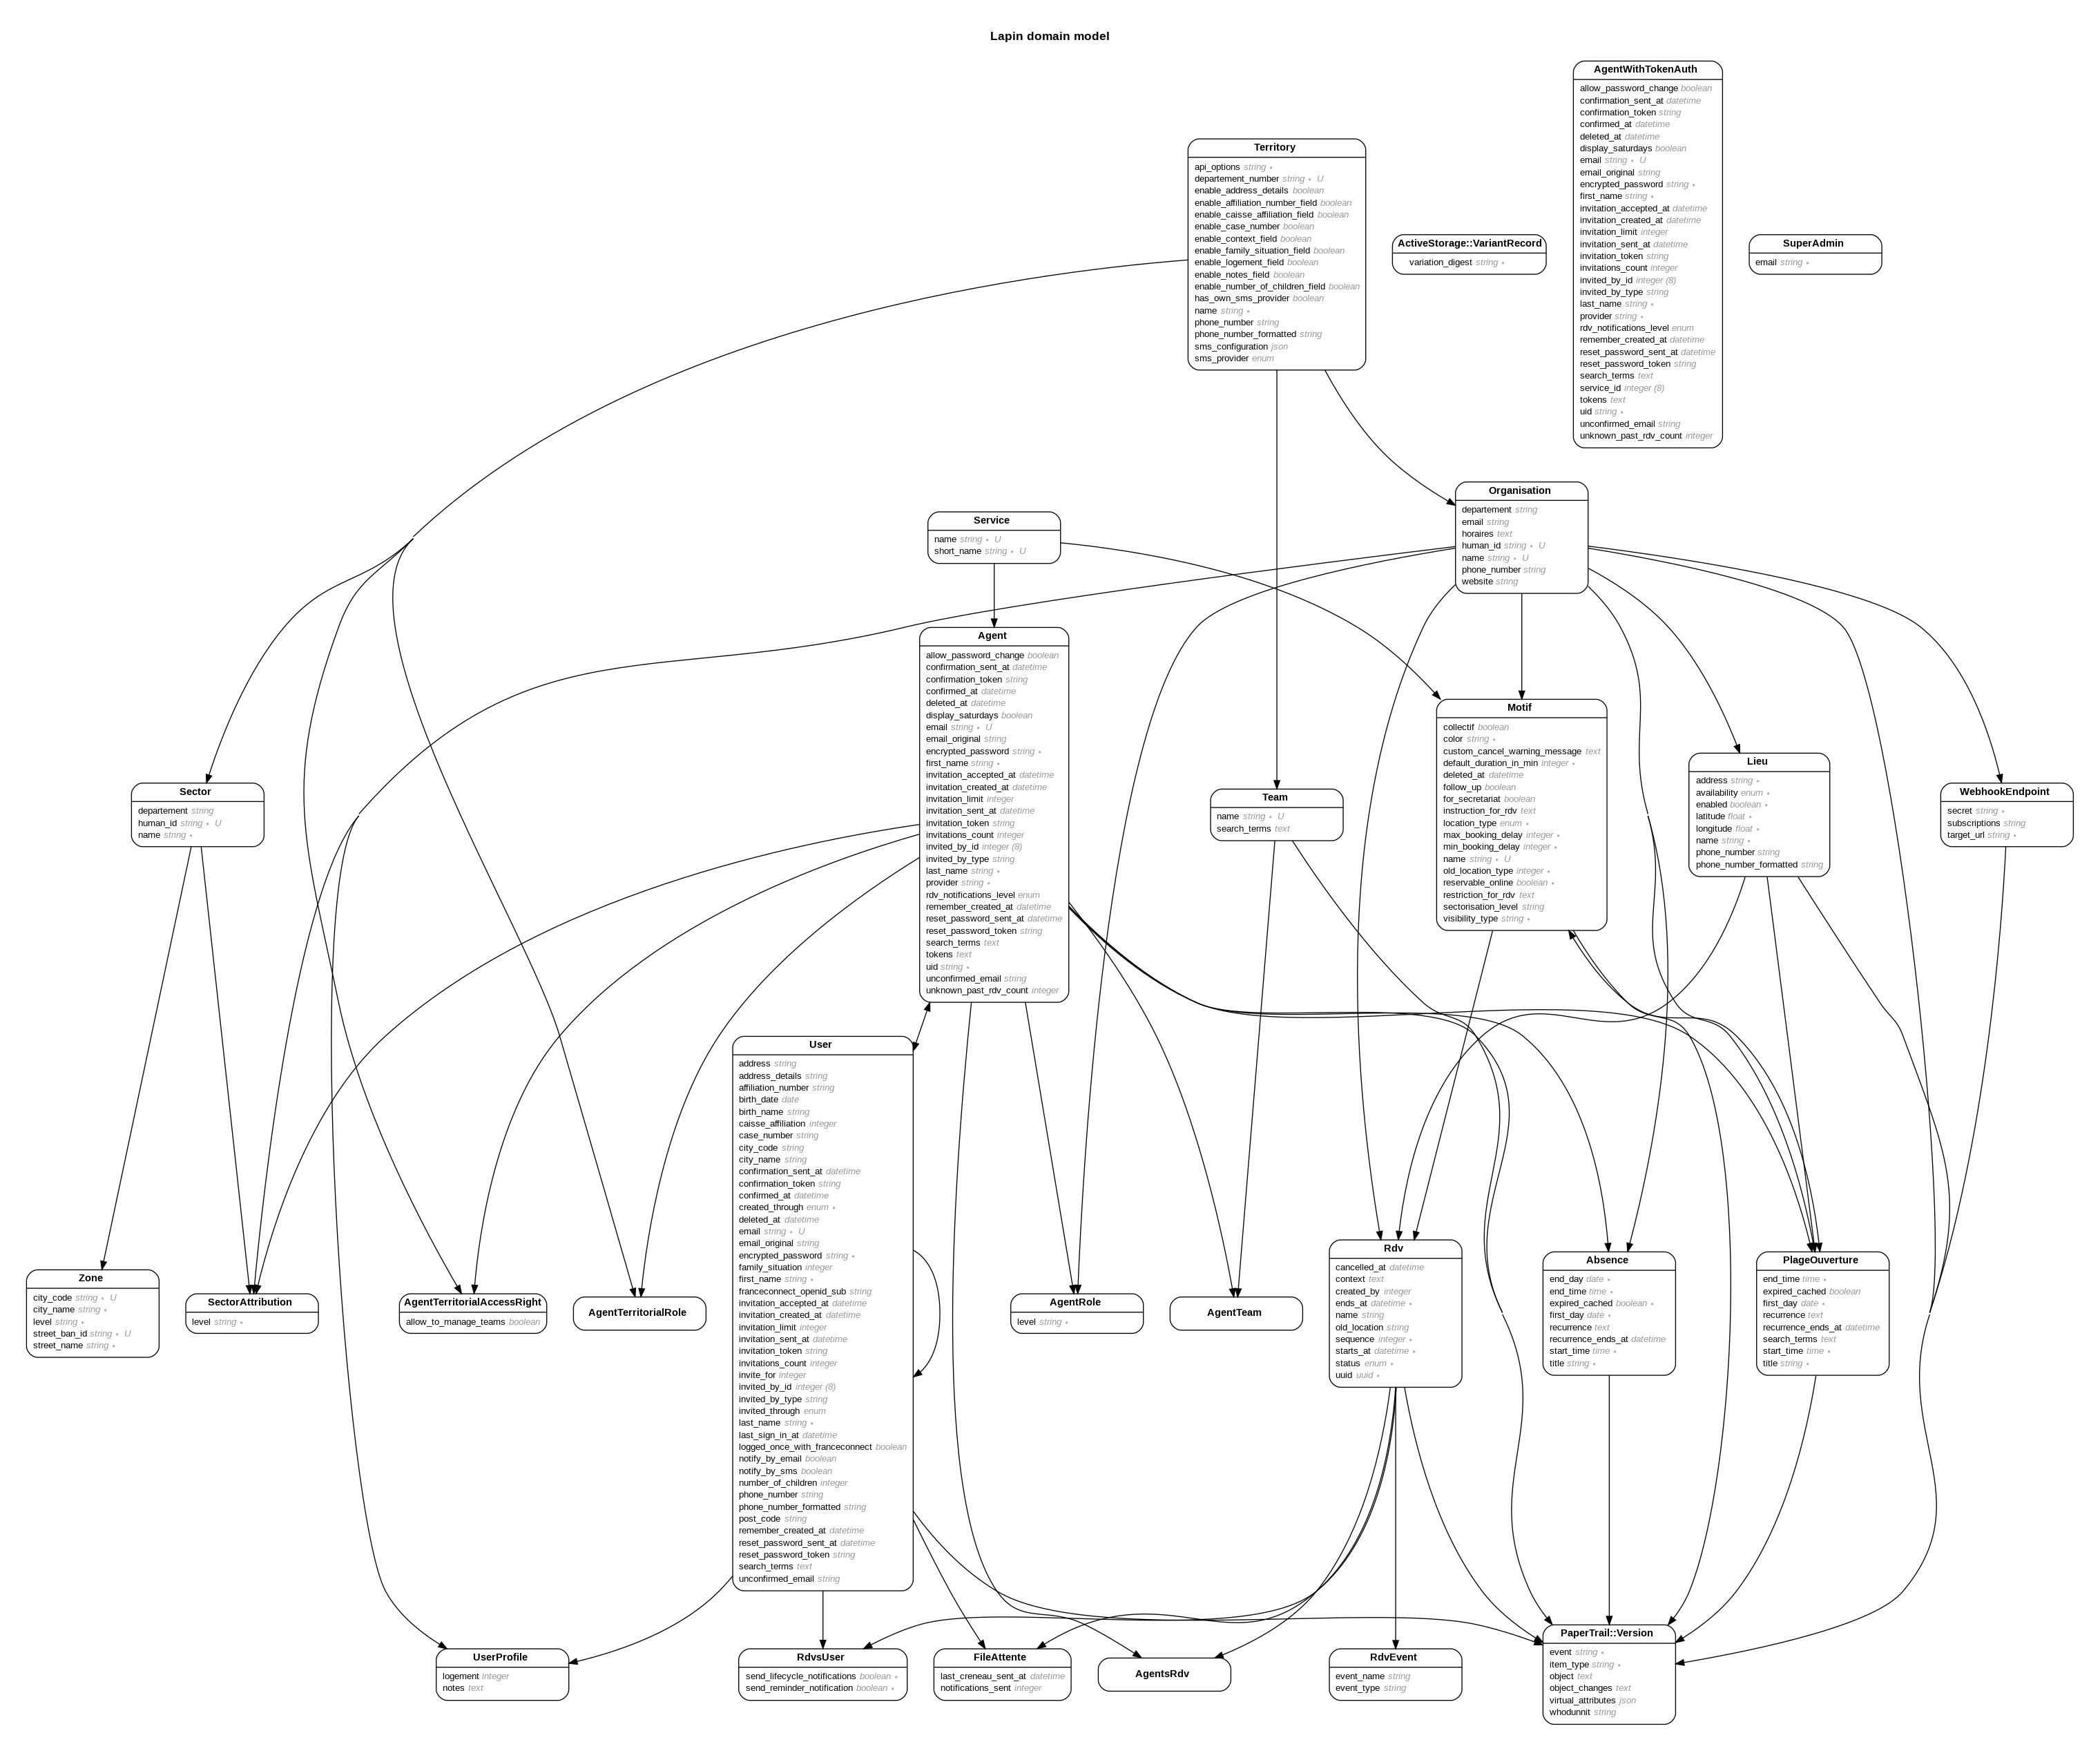 Lapin domain model
AgentWithTokenAuth
allow_password_change boolean
confirmation_sent_at datetime
confirmation_token string
confirmed_at datetime
deleted_at datetime
display_saturdays boolean
email string ∗ U
email_original string
encrypted_password string ∗
first_name string ∗
invitation_accepted_at datetime
invitation_created_at datetime
invitation_limit integer
invitation_sent_at datetime
invitation_token string
invitations_count integer
invited_by_id integer (8)
invited_by_type string
last_name string ∗
provider string ∗
rdv_notifications_level enum
remember_created_at datetime
reset_password_sent_at datetime
reset_password_token string
search_terms text
service_id integer (8)
tokens text
uid string ∗
unconfirmed_email string
unknown_past_rdv_count integer
Territory
api_options string ∗
departement_number string ∗ U
enable_address_details boolean
enable_affiliation_number_field boolean
enable_caisse_affiliation_field boolean
enable_case_number boolean
enable_context_field boolean
enable_family_situation_field boolean
enable_logement_field boolean
enable_notes_field boolean
enable_number_of_children_field boolean
has_own_sms_provider boolean
name string ∗
phone_number string
phone_number_formatted string
sms_configuration json
sms_provider enum
ActiveStorage::VariantRecord
variation_digest string ∗
SuperAdmin
email string ∗
Organisation
departement string
email string
horaires text
human_id string ∗ U
name string ∗ U
phone_number string
website string
Service
name string ∗ U
short_name string ∗ U
Agent
allow_password_change boolean
confirmation_sent_at datetime
confirmation_token string
confirmed_at datetime
deleted_at datetime
display_saturdays boolean
email string ∗ U
email_original string
encrypted_password string ∗
first_name string ∗
invitation_accepted_at datetime
invitation_created_at datetime
invitation_limit integer
invitation_sent_at datetime
invitation_token string
invitations_count integer
invited_by_id integer (8)
invited_by_type string
last_name string ∗
provider string ∗
rdv_notifications_level enum
remember_created_at datetime
reset_password_sent_at datetime
reset_password_token string
search_terms text
tokens text
uid string ∗
unconfirmed_email string
unknown_past_rdv_count integer
Motif
collectif boolean
color string ∗
custom_cancel_warning_message text
default_duration_in_min integer ∗
deleted_at datetime
follow_up boolean
for_secretariat boolean
instruction_for_rdv text
location_type enum ∗
max_booking_delay integer ∗
min_booking_delay integer ∗
name string ∗ U
old_location_type integer ∗
reservable_online boolean ∗
restriction_for_rdv text
sectorisation_level string
visibility_type string ∗
Lieu
address string ∗
availability enum ∗
enabled boolean ∗
latitude float ∗
longitude float ∗
name string ∗
phone_number string
phone_number_formatted string
Sector
departement string
human_id string ∗ U
name string ∗
Team
name string ∗ U
search_terms text
WebhookEndpoint
secret string ∗
subscriptions string
target_url string ∗
User
address string
address_details string
affiliation_number string
birth_date date
birth_name string
caisse_affiliation integer
case_number string
city_code string
city_name string
confirmation_sent_at datetime
confirmation_token string
confirmed_at datetime
created_through enum ∗
deleted_at datetime
email string ∗ U
email_original string
encrypted_password string ∗
family_situation integer
first_name string ∗
franceconnect_openid_sub string
invitation_accepted_at datetime
invitation_created_at datetime
invitation_limit integer
invitation_sent_at datetime
invitation_token string
invitations_count integer
invite_for integer
invited_by_id integer (8)
invited_by_type string
invited_through enum
last_name string ∗
last_sign_in_at datetime
logged_once_with_franceconnect boolean
notify_by_email boolean
notify_by_sms boolean
number_of_children integer
phone_number string
phone_number_formatted string
post_code string
remember_created_at datetime
reset_password_sent_at datetime
reset_password_token string
search_terms text
unconfirmed_email string
Zone
city_code string ∗ U
city_name string ∗
level string ∗
street_ban_id string ∗ U
street_name string ∗
SectorAttribution
level string ∗
AgentTerritorialAccessRight
allow_to_manage_teams boolean
AgentTerritorialRole
AgentRole
level string ∗
AgentTeam
Rdv
cancelled_at datetime
context text
created_by integer
ends_at datetime ∗
name string
old_location string
sequence integer ∗
starts_at datetime ∗
status enum ∗
uuid uuid ∗
Absence
end_day date ∗
end_time time ∗
expired_cached boolean ∗
first_day date ∗
recurrence text
recurrence_ends_at datetime
start_time time ∗
title string ∗
PlageOuverture
end_time time ∗
expired_cached boolean
first_day date ∗
recurrence text
recurrence_ends_at datetime
search_terms text
start_time time ∗
title string ∗
UserProfile
logement integer
notes text
RdvsUser
send_lifecycle_notifications boolean ∗
send_reminder_notification boolean ∗
FileAttente
last_creneau_sent_at datetime
notifications_sent integer
AgentsRdv
RdvEvent
event_name string
event_type string
PaperTrail::Version
event string ∗
item_type string ∗
object text
object_changes text
virtual_attributes json
whodunnit string